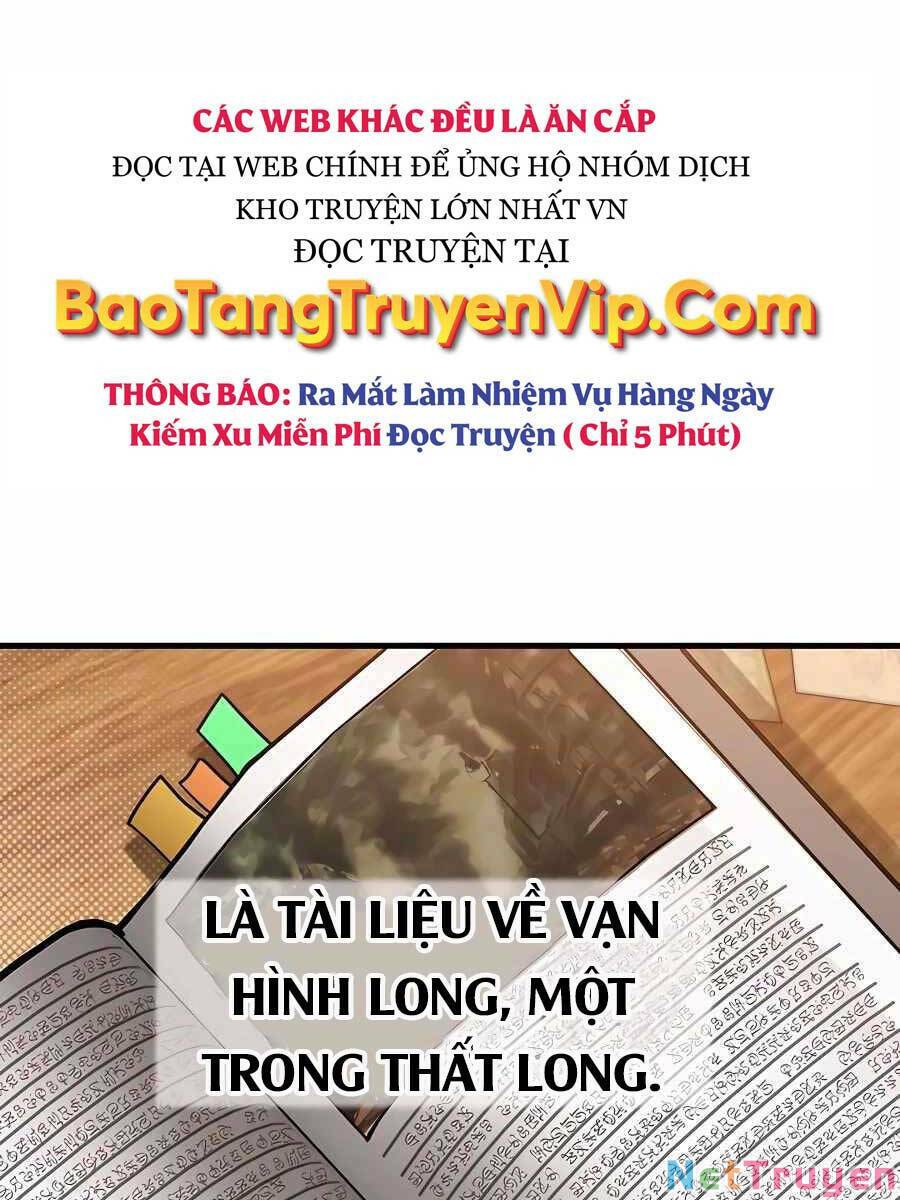 CÁC WEB KHÁC ĐỀU LÀ ĂN CẮP
ĐỌC TẠI WEB CHÍNH ĐỂ ỦNG HỘ NHÓM DỊCH
KHO TRUYỆN LỚN NHẤT VN
ĐỌC TRUYỆN TẠI
BaoTangTruyenVip.Com
THÔNG BÁO: Ra Mắt Làm Nhiệm Vụ Hàng Ngày
Kiếm Xu Miễn Phí Đọc Truyện ( Chỉ 5 Phút)
LÀ TÀI LIỆU VỀ VẠN
HÌNH LONG, MỘT
TRONG THẤT LONG.
NetTruyen